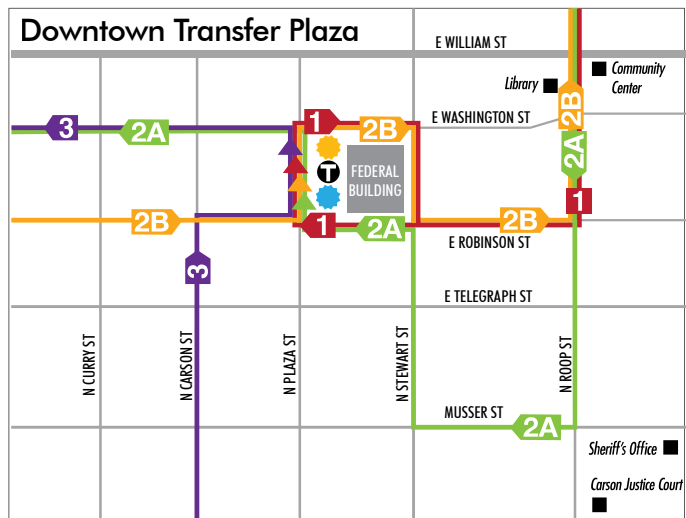 Downtown Transfer Plaza
E WILLIAM ST
Community
Center
Library
2B
E WASHINGTON ST
3
2A
1
2B
2A
T
FEDERAL
BUILDING
1
2B
1
2A
2B
E ROBINSON ST
3
E TELEGRAPH ST
N CURRY ST
N CARSON ST
N PLAZA ST
N STEWART ST
N ROOP ST
MUSSER ST
2A
Sheriff's Office
Carson Justice Court